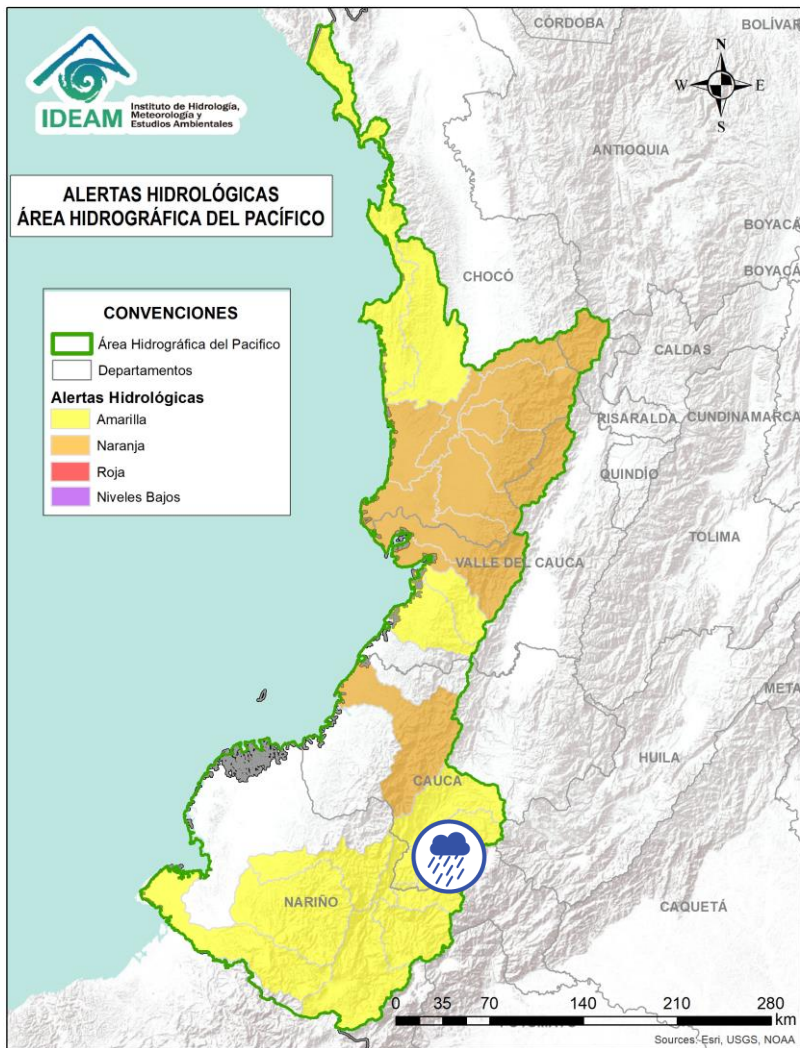 IDEAM
Instituto de Hidrología,
Meteorología y
Estudios Ambientales
ALERTAS HIDROLÓGICAS
ÁREA HIDROGRÁFICA DEL PACÍFICO
CONVENCIONES
Área Hidrográfica del Pacifico
Departamentos
Alertas Hidrológicas
Amarilla
Naranja
Roja
Niveles Bajos
CÓRDOBA
BOLÍVAR
N
W
E
S
ANTIOQUIA
BOYACÁ
CHOCÓ
BOYACÁ
CALDAS
RISARALDA
CUNDINAMARCA
QUINDÍO
TOLIMA
VALLE DEL CAUCA
META
HUILA
CAUCA
NARIÑO
CAQUETÁ
0 35 70 140 210 280
km
Sources: Esri, USGS, NOAA